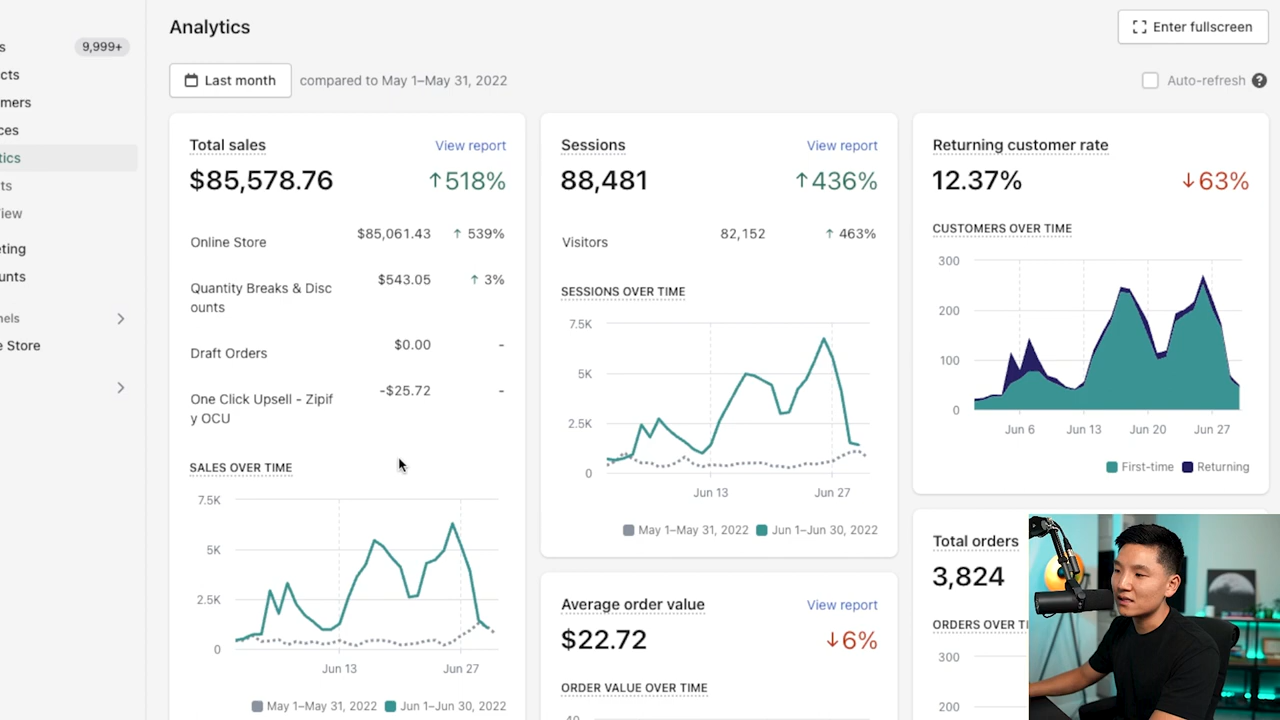 Analytics
Enter fullscreen
s
9,999+
cts
mers
ces
tics
ts
iew
eting
unts
nels
e Store
Last month
compared to May 1–May 31, 2022
Auto-refresh
?
Total sales
View report
$85,578.76
↑518%
Online Store
$85,061.43
↑ 539%
Quantity Breaks & Disc
ounts
$543.05
↑ 3%
Draft Orders
$0.00
-
One Click Upsell - Zipif
y OCU
-$25.72
-
SALES OVER TIME
7.5K
5K
2.5K
0
Jun 13
Jun 27
May 1–May 31, 2022
Jun 1–Jun 30, 2022
Sessions
View report
88,481
↑436%
Visitors
82,152
↑ 463%
SESSIONS OVER TIME
7.5K
5K
2.5K
0
Jun 13
Jun 27
May 1–May 31, 2022
Jun 1–Jun 30, 2022
Average order value
View report
$22.72
↓6%
ORDER VALUE OVER TIME
40
Returning customer rate
12.37%
↓63%
CUSTOMERS OVER TIME
300
200
100
0
Jun 6
Jun 13
Jun 20
Jun 27
First-time
Returning
Total orders
3,824
ORDERS OVER TI
300
200